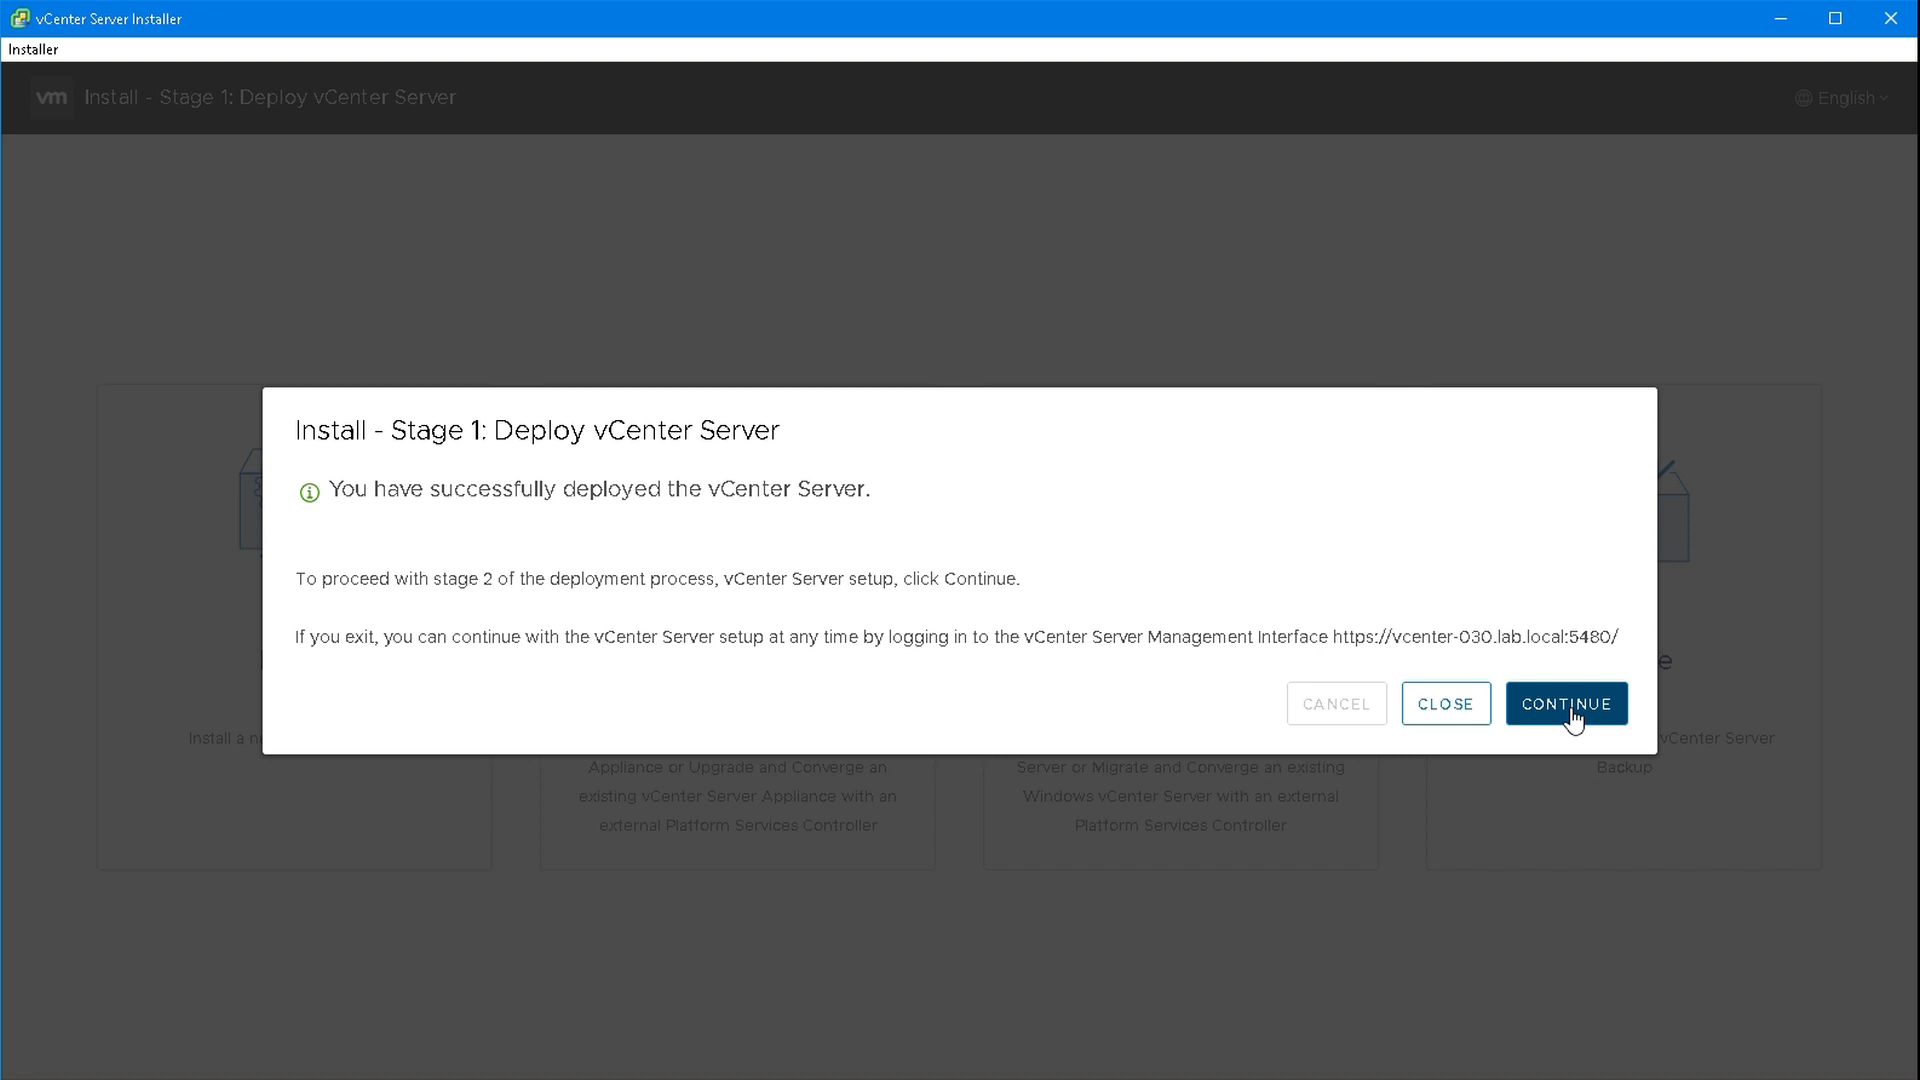 vCenter Server Installer
Installer
vm Install - Stage 1: Deploy vCenter Server
English
Install - Stage 1: Deploy vCenter Server
You have successfully deployed the vCenter Server.
To proceed with stage 2 of the deployment process, vCenter Server setup, click Continue.
If you exit, you can continue with the vCenter Server setup at any time by logging in to the vCenter Server Management Interface https://vcenter-030.lab.local:5480/
CANCEL CLOSE CONTINUE
Install a
vCenter Server
Appliance or Upgrade and Converge an
existing vCenter Server Appliance with an
external Platform Services Controller
Server or Migrate and Converge an existing
Windows vCenter Server with an external
Platform Services Controller
Backup